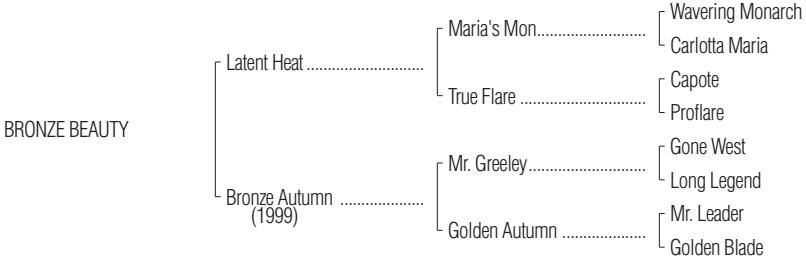 Wavering Monarch
Maria's Mon........................
Carlotta Maria
Latent Heat ..........................
Capote
True Flare ............................
Proflare
BRONZE BEAUTY
Gone West
Mr. Greeley..........................
Long Legend
Bronze Autumn ...................
(1999)
Mr. Leader
Golden Autumn ...................
Golden Blade